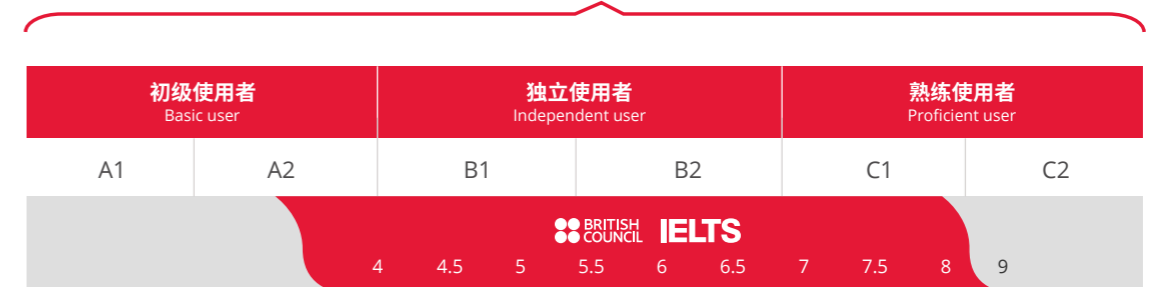 初级使用者 独立使用者 熟练使用者
Basic user Independent user Proficient user
A1 A2 B1 B2 C1 C2
BRITISH COUNCIL IELTS
4 4.5 5 5.5 6 6.5 7 7.5 8 9